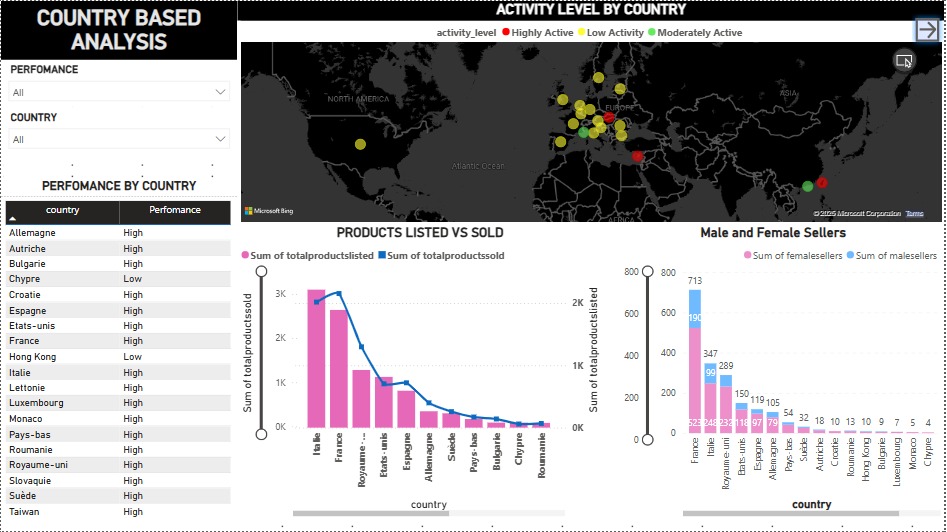 COUNTRY BASED
ANALYSIS
PERFOMANCE
All
COUNTRY
All
PERFOMANCE BY COUNTRY
country Perfomance
Allemagne High
Autriche High
Bulgarie High
Chypre Low
Croatie High
Espagne High
Etats-unis High
France High
Hong Kong Low
Italie High
Lettonie High
Luxembourg High
Monaco High
Pays-bas High
Roumanie High
Royaume-uni High
Slovaquie High
Suède High
Taiwan High
ACTIVITY LEVEL BY COUNTRY
activity_level Highly Active Low Activity Moderately Active
NORTH AMERICA
EUROPE
ASIA
Atlantic Ocean
AFRICA
Microsoft Bing
© 2025 Microsoft Corporation Terms
PRODUCTS LISTED VS SOLD
Sum of totalproductslisted Sum of totalproductssold
Sum of totalproductssold
3K
2K
1K
0K
2K
1K
0K
Sum of totalproductslisted
Italie
France
Royaume-...
Etats-unis
Espagne
Allemagne
Suède
Pays-bas
Bulgarie
Chypre
Roumanie
country
Male and Female Sellers
Sum of femalesellers Sum of malesellers
800
600
400
200
0
800
600
400
200
0
713
190
523
347
99
248
289
232
150
118
119
97
105
79
54
32
18
10
13
10
9
7
5
4
France
Italie
Royaume-uni
Etats-unis
Espagne
Allemagne
Pays-bas
Suède
Autriche
Croatie
Roumanie
Hong Kong
Bulgarie
Luxembourg
Monaco
Chypre
country